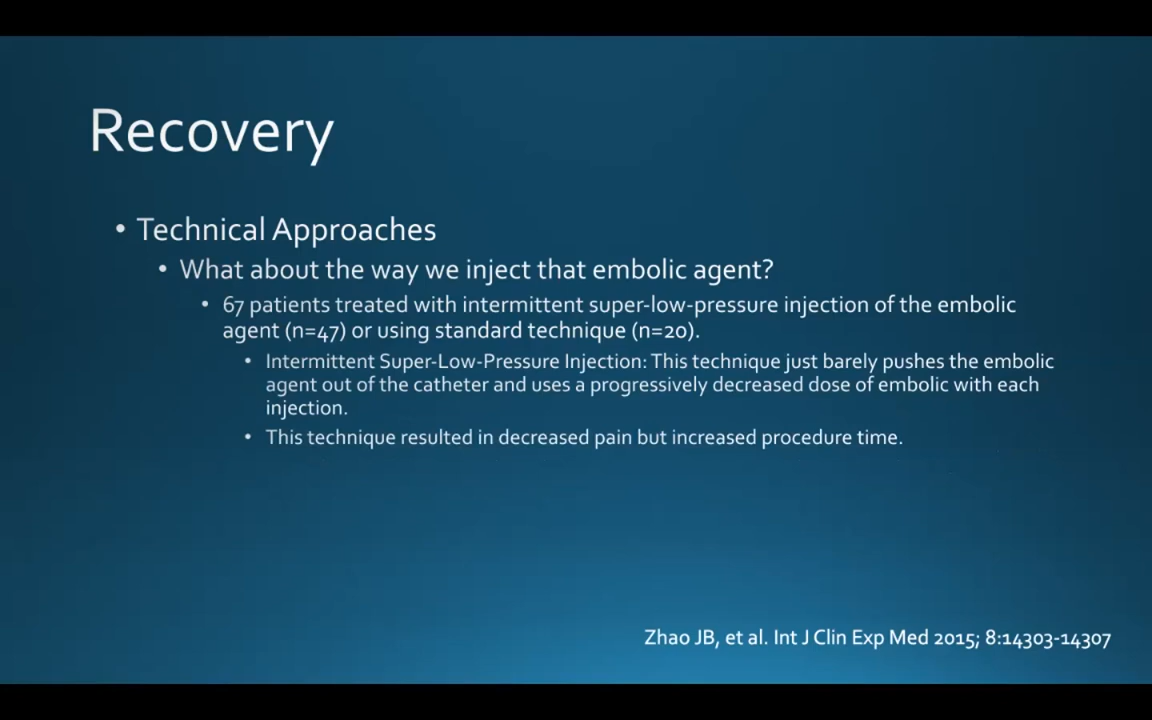 Recovery
• Technical Approaches
• What about the way we inject that embolic agent?
• 67 patients treated with intermittent super-low-pressure injection of the embolic
agent (n=47) or using standard technique (n=20).
• Intermittent Super-Low-Pressure Injection: This technique just barely pushes the embolic
agent out of the catheter and uses a progressively decreased dose of embolic with each
injection.
• This technique resulted in decreased pain but increased procedure time.
Zhao JB, et al. Int J Clin Exp Med 2015; 8:14303-14307